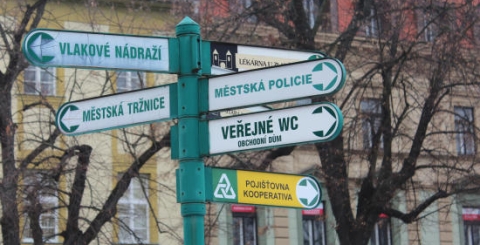 VLAKOVÉ NÁDRAŽÍ
LÉKÁRNA U
MĚSTSKÁ POLICIE
MĚSTSKÁ TRŽNICE
VEŘEJNÉ WC
OBCHODNÍ DŮM
POJIŠŤOVNA
KOOPERATIVA